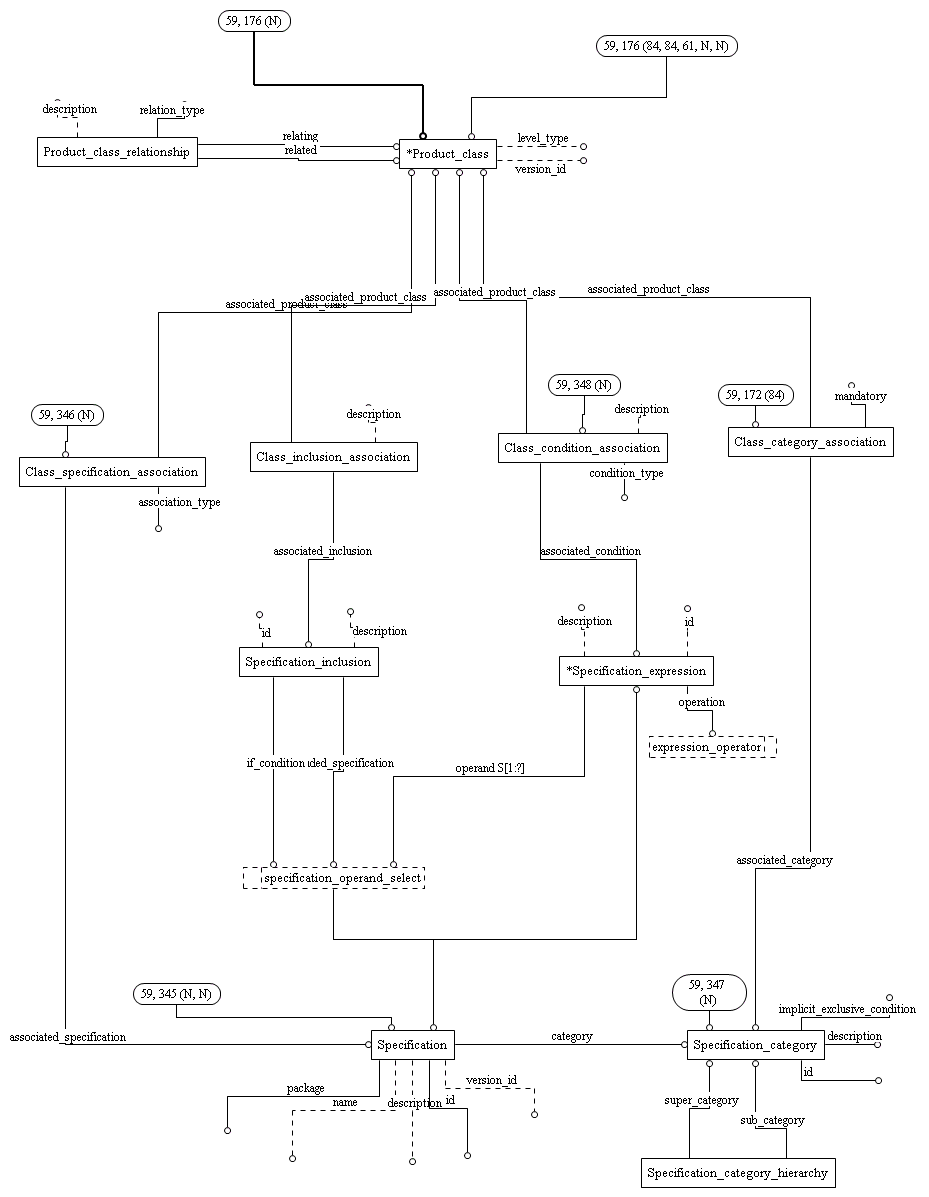 59, 176 (N)
59, 176 (84, 84, 61, N, N)
description
relation_type
relating
level_type
Product_class_relationship
related
*Product_class
version_id
associated_product_class
associated_product_class
associated_product_class
associated_product_class
59, 346 (N)
description
59, 348 (N)
description
59, 172 (84)
mandatory
Class_specification_association
Class_inclusion_association
Class_condition_association
Class_category_association
association_type
condition_type
associated_inclusion
associated_condition
id
description
description
id
Specification_inclusion
*Specification_expression
operation
expression_operator
if_condition
ded_specification
operand S[1:?]
associated_category
specification_operand_select
59, 345 (N, N)
59, 347
(N)
implicit_exclusive_condition
associated_specification
Specification
category
Specification_category
description
id
package
name
description
id
version_id
super_category
sub_category
Specification_category_hierarchy